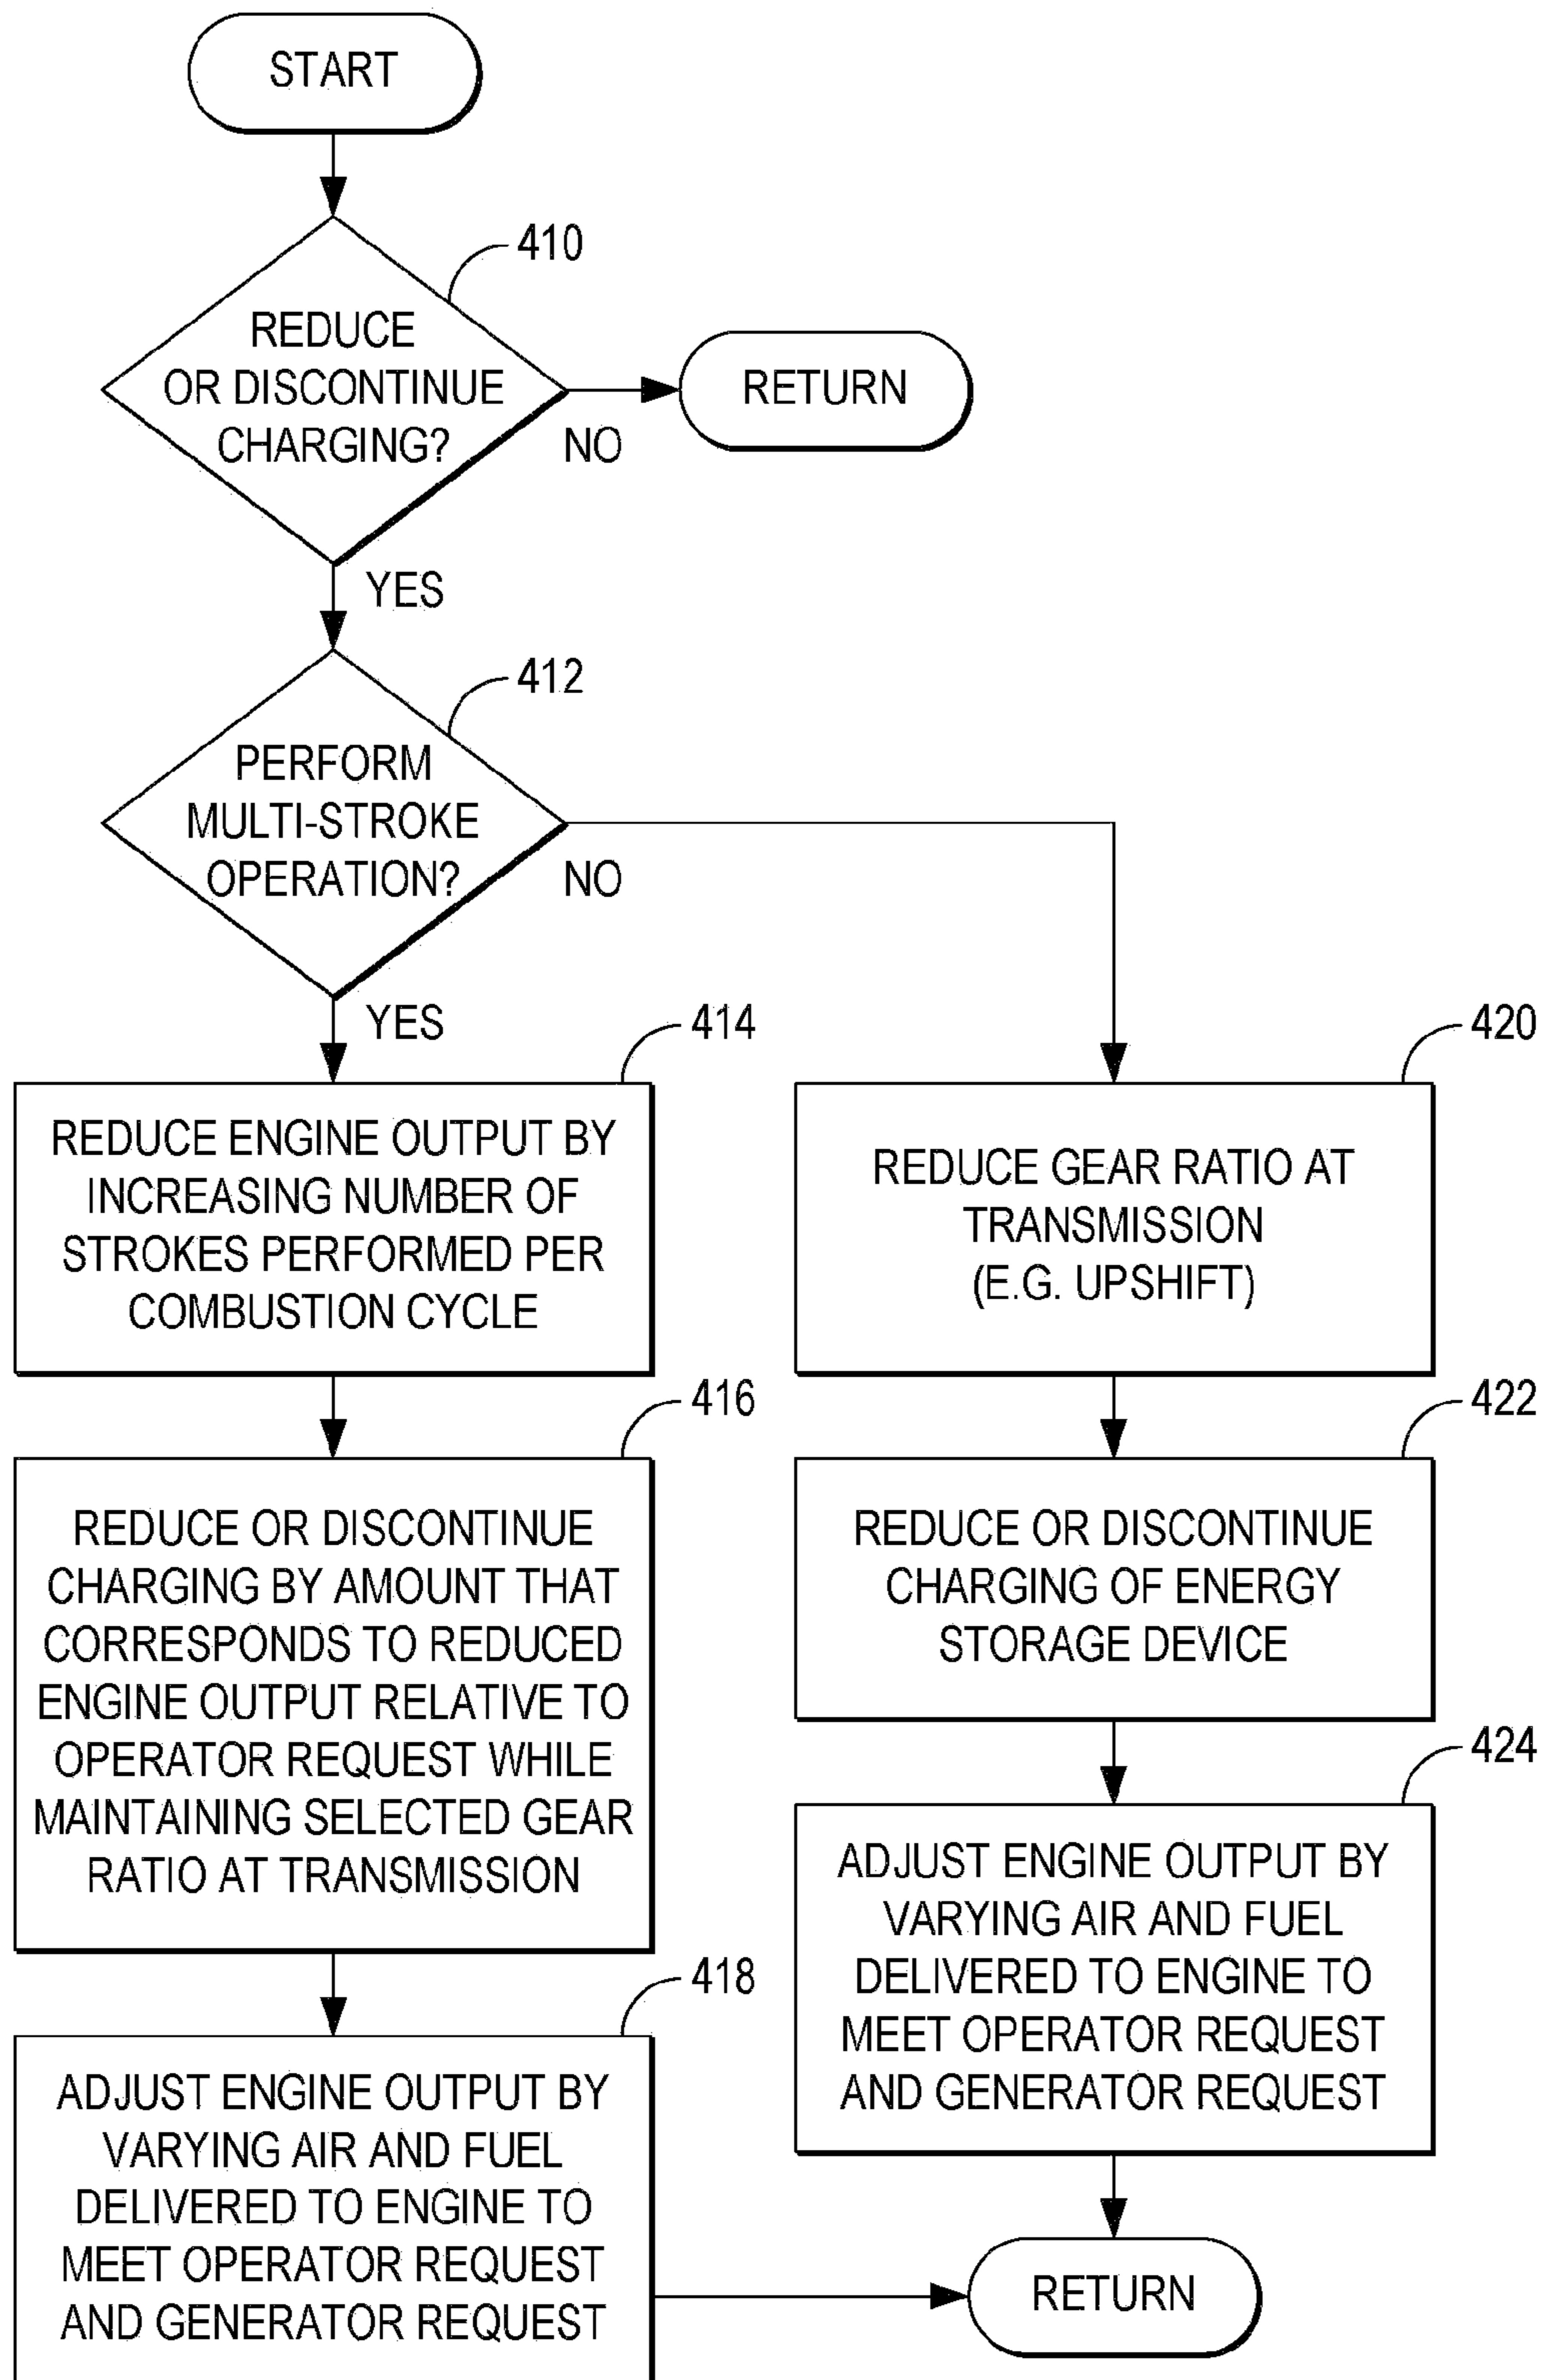 START
410
REDUCE
OR DISCONTINUE
CHARGING?
NO
RETURN
YES
412
PERFORM
MULTI-STROKE
OPERATION?
NO
YES
414
REDUCE ENGINE OUTPUT BY
INCREASING NUMBER OF
STROKES PERFORMED PER
COMBUSTION CYCLE
416
REDUCE OR DISCONTINUE
CHARGING BY AMOUNT THAT
CORRESPONDS TO REDUCED
ENGINE OUTPUT RELATIVE TO
OPERATOR REQUEST WHILE
MAINTAINING SELECTED GEAR
RATIO AT TRANSMISSION
418
ADJUST ENGINE OUTPUT BY
VARYING AIR AND FUEL
DELIVERED TO ENGINE TO
MEET OPERATOR REQUEST
AND GENERATOR REQUEST
420
REDUCE GEAR RATIO AT
TRANSMISSION
(E.G. UPSHIFT)
422
REDUCE OR DISCONTINUE
CHARGING OF ENERGY
STORAGE DEVICE
424
ADJUST ENGINE OUTPUT BY
VARYING AIR AND FUEL
DELIVERED TO ENGINE TO
MEET OPERATOR REQUEST
AND GENERATOR REQUEST
RETURN